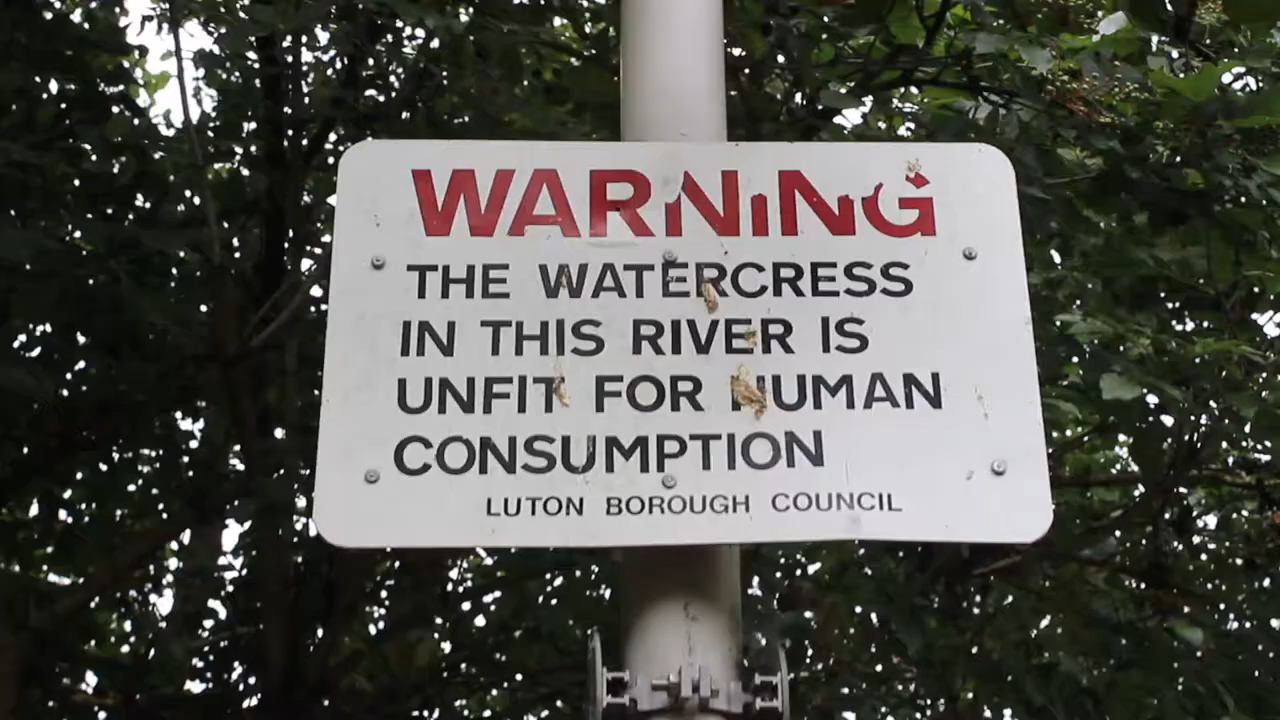 WARNING
THE WATERCRESS
IN THIS RIVER IS
UNFIT FOR HUMAN
CONSUMPTION
LUTON BOROUGH COUNCIL